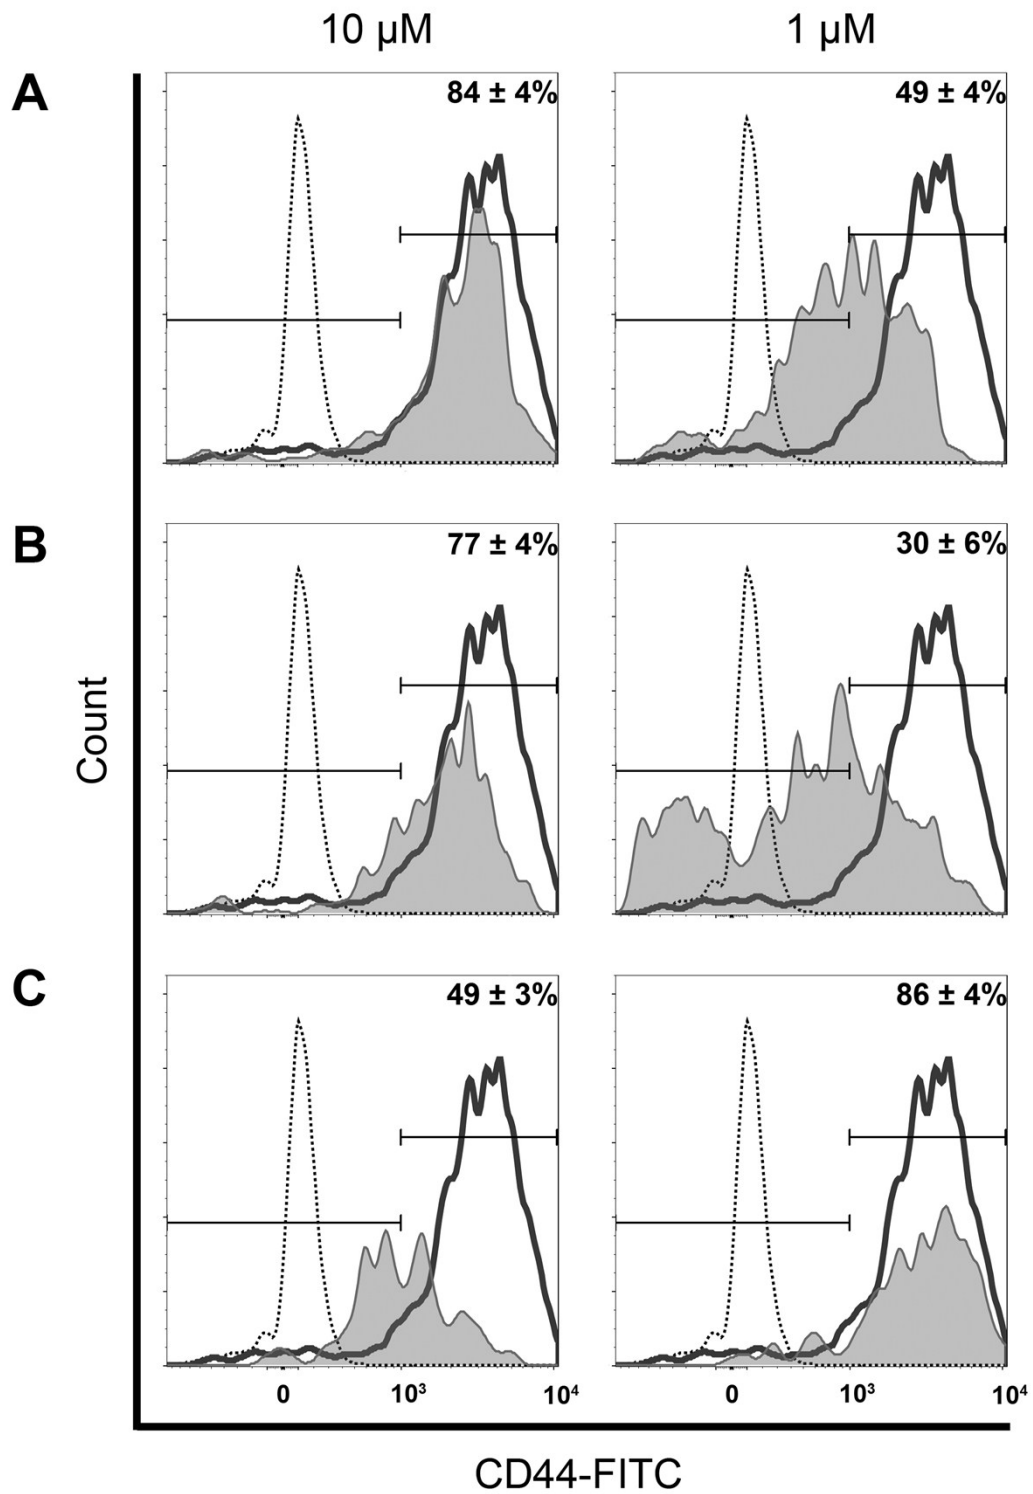 10 µM 1 µM
A 84 ± 4% 49 ± 4%
B 77 ± 4% 30 ± 6%
C 49 ± 3% 86 ± 4%
Count
0 10³ 10⁴ 0 10³ 10⁴
CD44-FITC